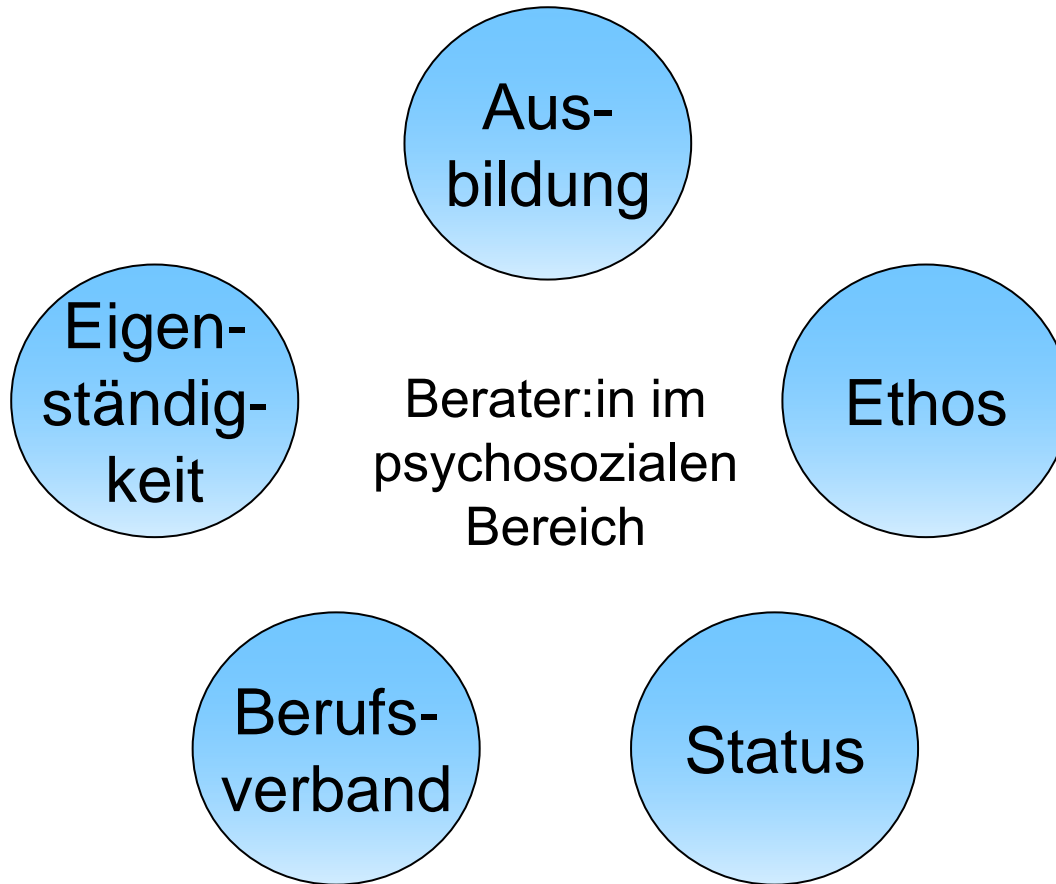 Aus-
bildung
Eigen-
ständig-
keit
Berater:in im
psychosozialen
Bereich
Ethos
Berufs-
verband
Status